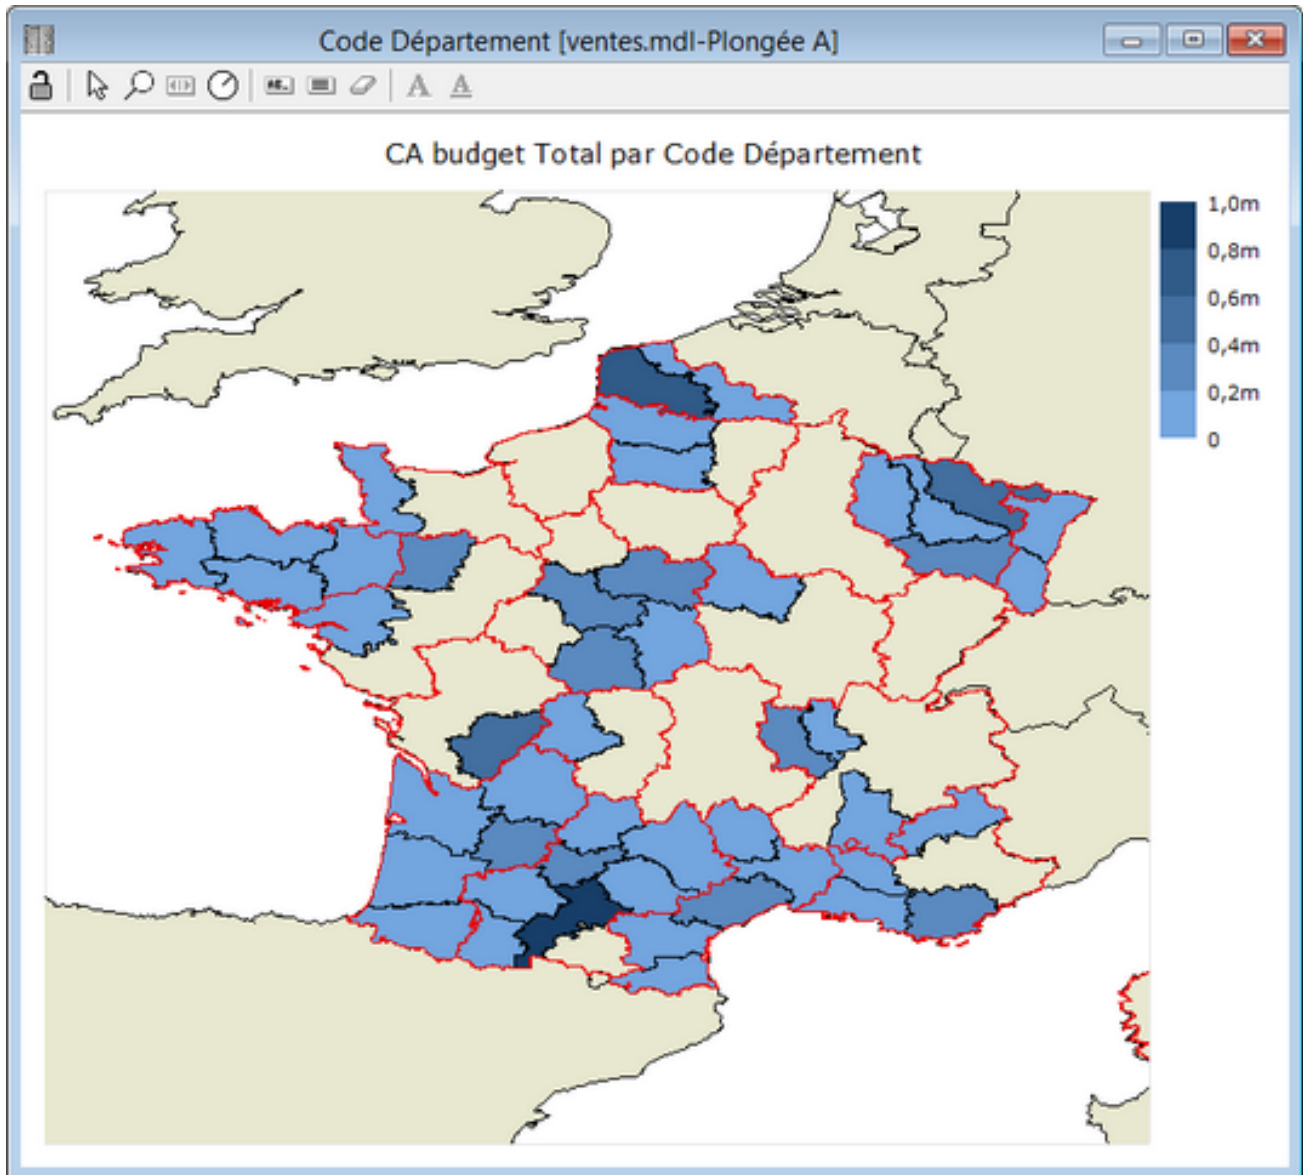 Code Département [ventes.mdl-Plongée A]
A A
CA budget Total par Code Département
1,0m
0,8m
0,6m
0,4m
0,2m
0